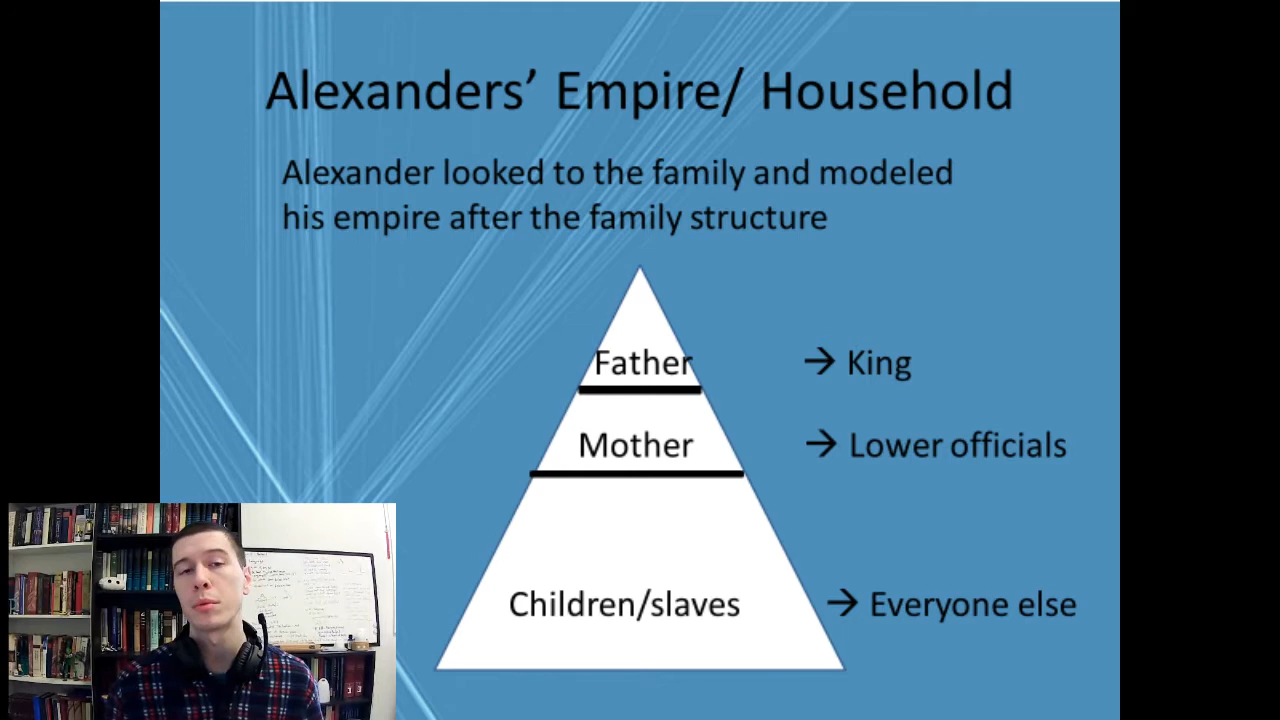 Alexanders’ Empire/ Household
Alexander looked to the family and modeled
his empire after the family structure
Father → King
Mother → Lower officials
Children/slaves → Everyone else